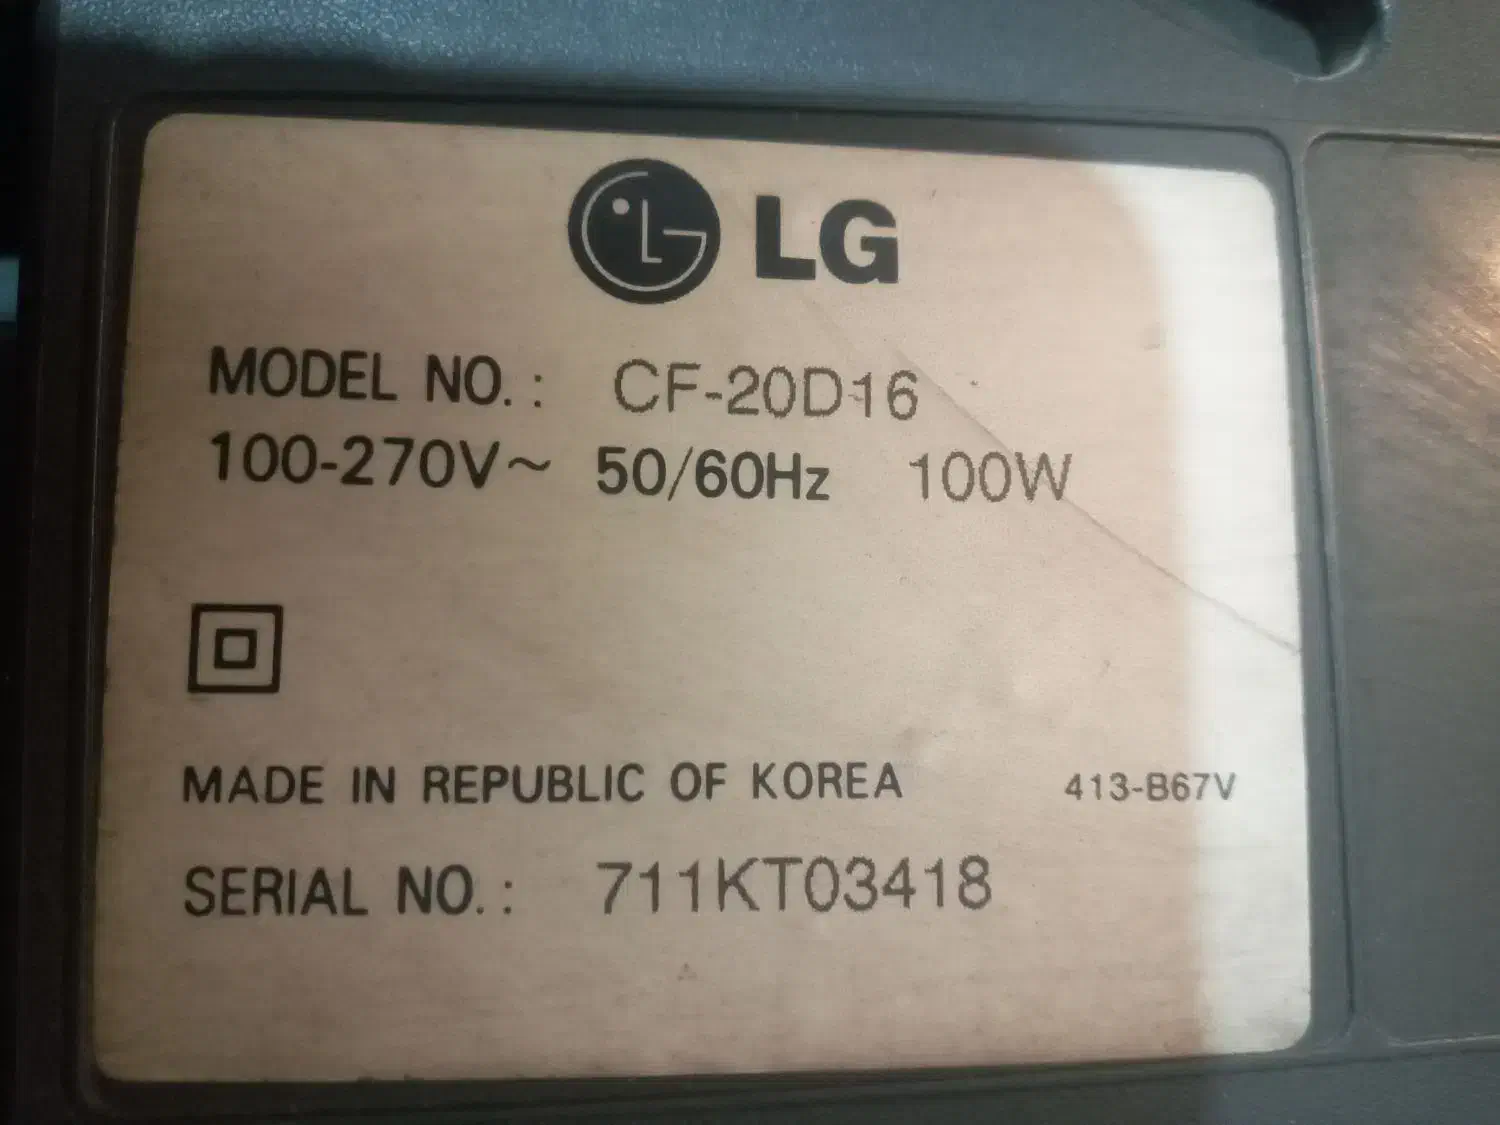 LG
MODEL NO. : CF-20D16
100-270V~ 50/60Hz 100W
MADE IN REPUBLIC OF KOREA 413-B67V
SERIAL NO. : 711KT03418